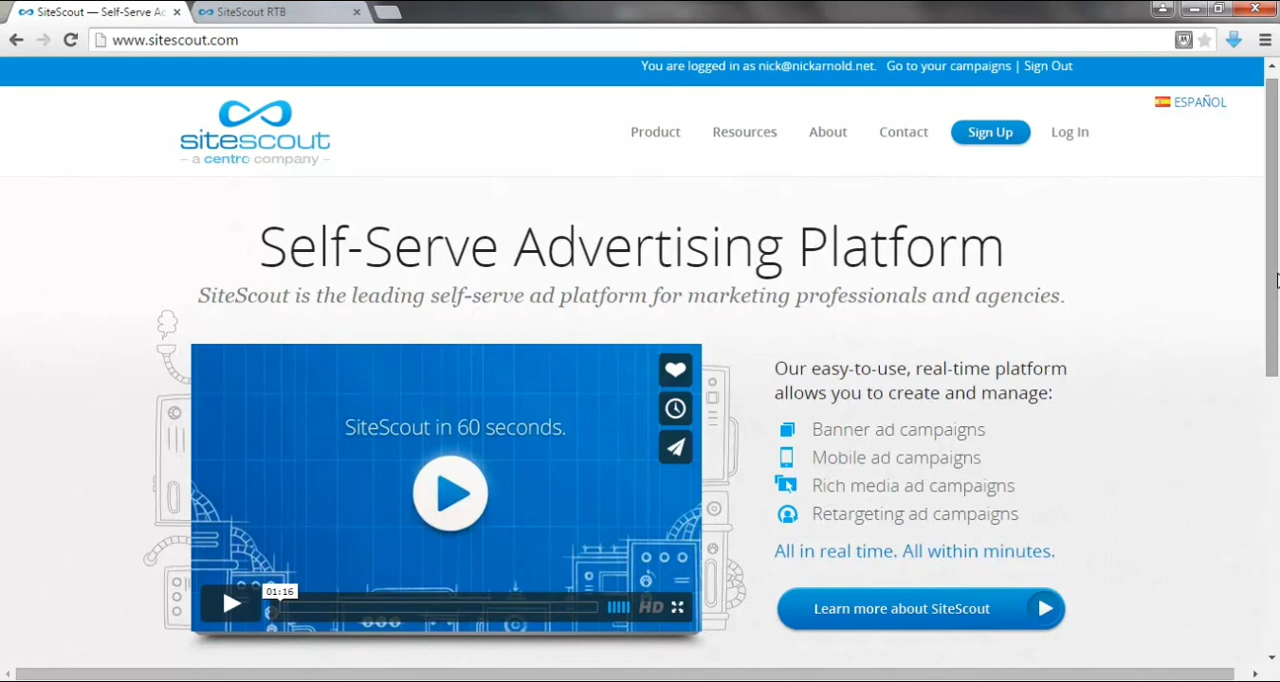 SiteScout — Self-Serve Ac
SiteScout RTB
www.sitescout.com
You are logged in as nick@nickarnold.net. Go to your campaigns | Sign Out
ESPAÑOL
sitescout
– a centro company –
Product Resources About Contact Sign Up Log In
Self-Serve Advertising Platform
SiteScout is the leading self-serve ad platform for marketing professionals and agencies.
SiteScout in 60 seconds.
01:16
HD
Our easy-to-use, real-time platform
allows you to create and manage:
Banner ad campaigns
Mobile ad campaigns
Rich media ad campaigns
Retargeting ad campaigns
All in real time. All within minutes.
Learn more about SiteScout